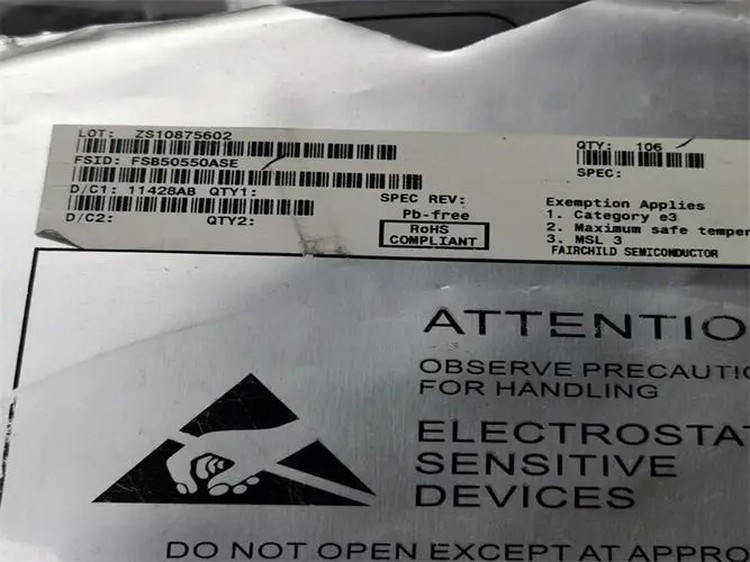 LOT: ZS10875602
QTY: 106
FSID: FSB50550ASE
SPEC:
D/C1: 11428AB QTY1:
SPEC REV:
D/C2: QTY2:
Pb-free
RoHS
COMPLIANT
Exemption Applies
1. Category e3
2. Maximum safe temper
3. MSL 3
FAIRCHILD SEMICONDUCTOR
ATTENTIO
OBSERVE PRECAUTIO
FOR HANDLING
ELECTROSTAT
SENSITIVE
DEVICES
DO NOT OPEN EXCEPT AT APPRO